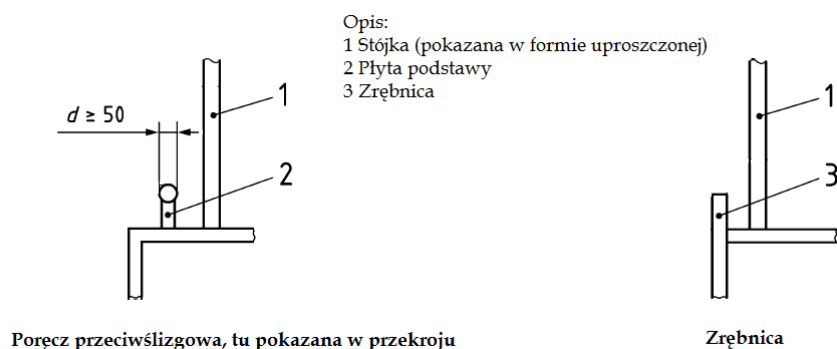 Opis:
1 Stójka (pokazana w formie uproszczonej)
2 Płyta podstawy
3 Zrębnica
d ≥ 50
1
2
1
3
Poręcz przeciwślizgowa, tu pokazana w przekroju
Zrębnica